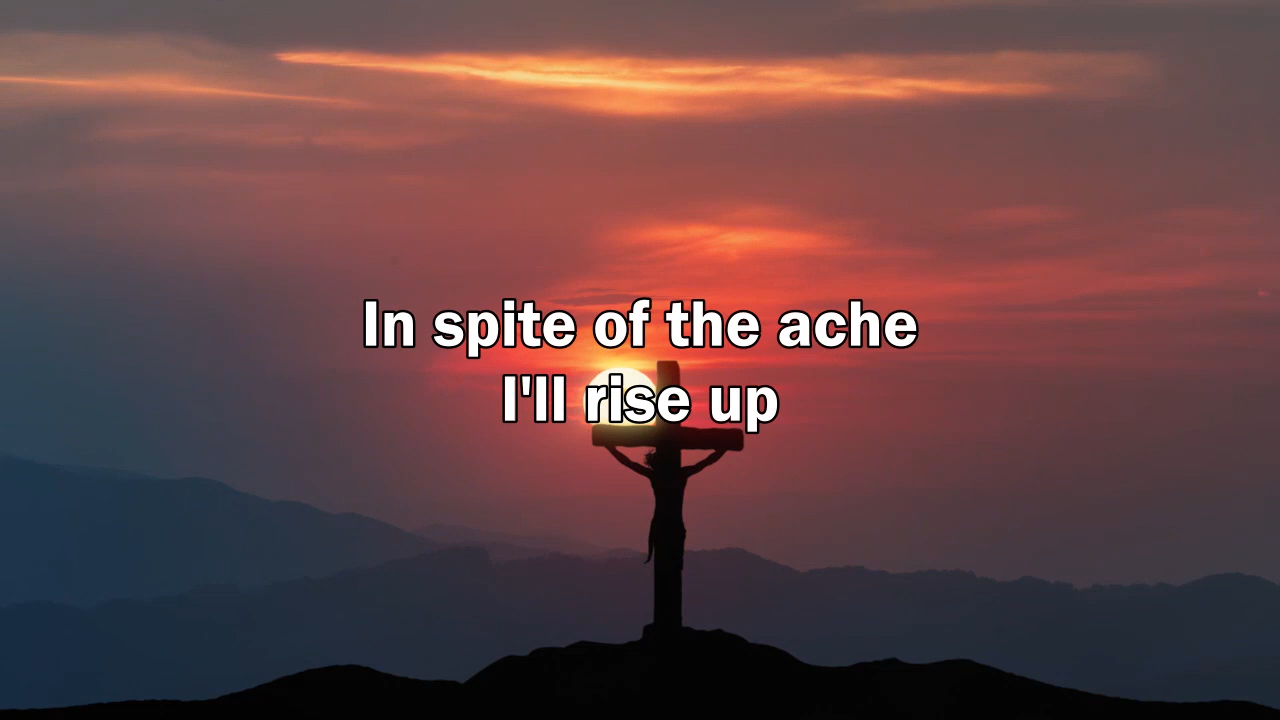 In spite of the ache
I'll rise up